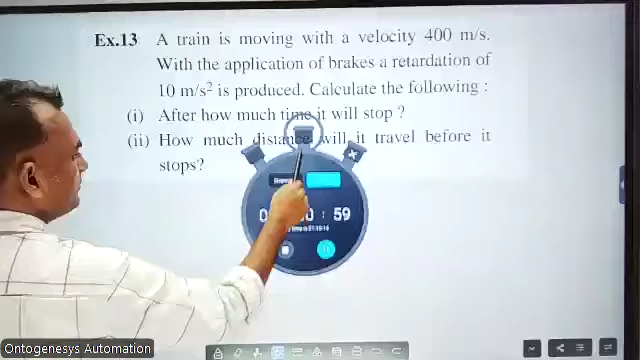 Ex.13 A train is moving with a velocity 400 m/s.
With the application of brakes a retardation of
10 m/s² is produced. Calculate the following :
(i) After how much time it will stop ?
(ii) How much distance will it travel before it
stops?
59
Ontogenesys Automation